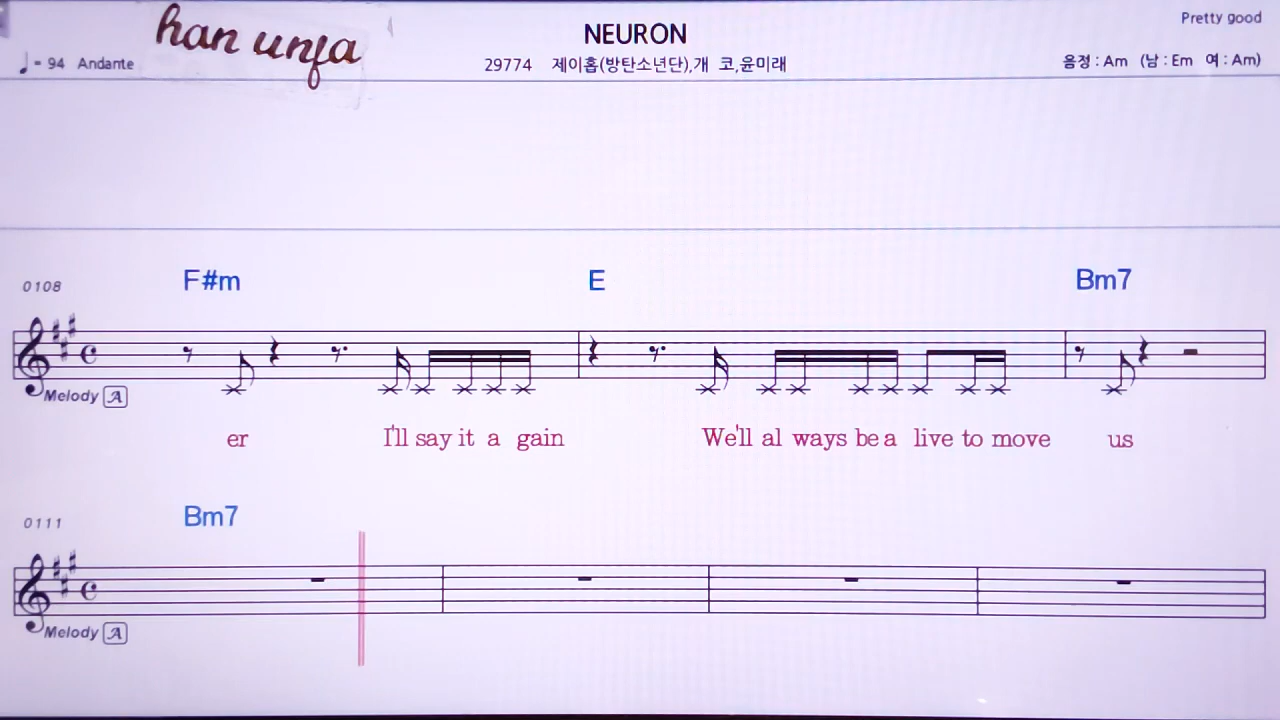 han unfa
NEURON
Pretty good
♩ = 94 Andante
29774 제이홉(방탄소년단),개 코,윤미래
음정 : Am (남 : Em 여 : Am)
F#m E Bm7
0108
Melody A
er I'll say it a gain We'll al ways be a live to move us
Bm7
0111
Melody A